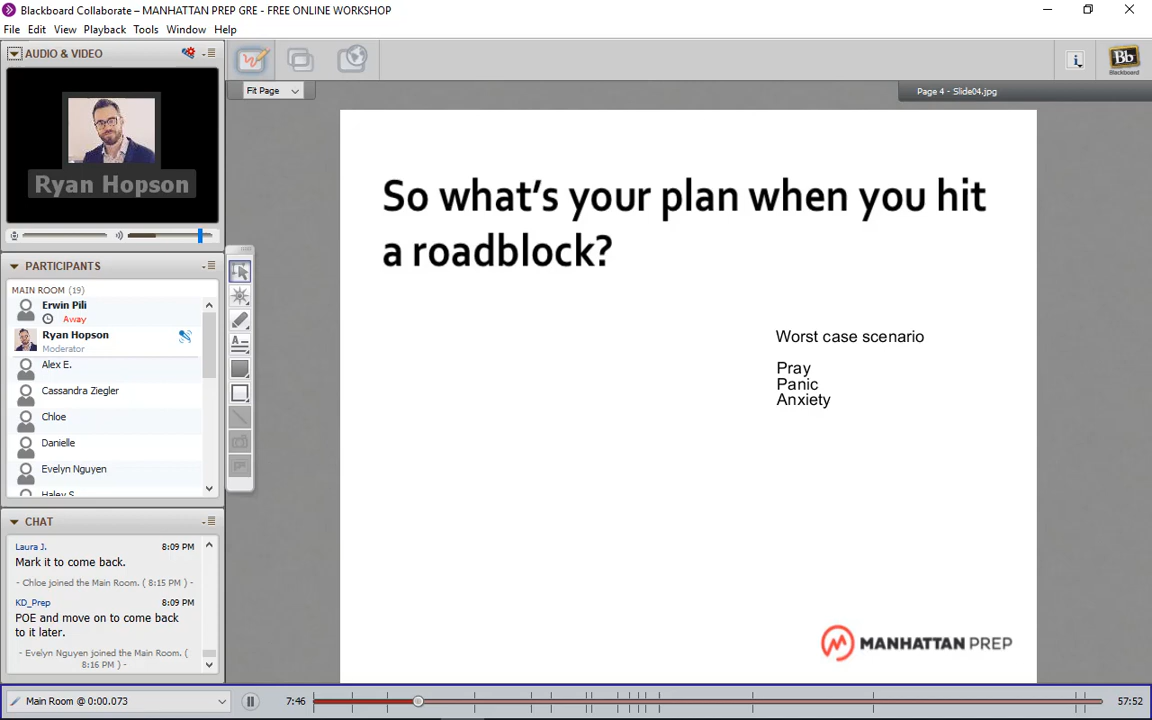 Blackboard Collaborate – MANHATTAN PREP GRE - FREE ONLINE WORKSHOP
File Edit View Playback Tools Window Help
AUDIO & VIDEO
Ryan Hopson
PARTICIPANTS
MAIN ROOM (19)
Erwin Pili
Away
Ryan Hopson
Moderator
Alex E.
Cassandra Ziegler
Chloe
Danielle
Evelyn Nguyen
Haley S.
CHAT
Laura J. 8:09 PM
Mark it to come back.
- Chloe joined the Main Room. ( 8:15 PM ) -
KD_Prep 8:09 PM
POE and move on to come back
to it later.
- Evelyn Nguyen joined the Main Room. (
8:16 PM ) -
Fit Page
Page 4 - Slide04.jpg
Bb
Blackboard
So what's your plan when you hit
a roadblock?
Worst case scenario
Pray
Panic
Anxiety
MANHATTAN PREP
Main Room @ 0:00.073
7:46
57:52